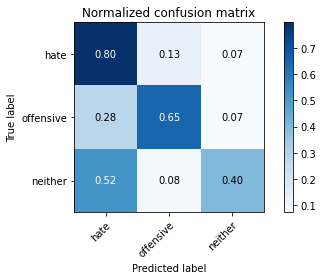 Normalized confusion matrix
True label
hate 0.80 0.13 0.07
offensive 0.28 0.65 0.07
neither 0.52 0.08 0.40
hate offensive neither
Predicted label
0.7
0.6
0.5
0.4
0.3
0.2
0.1